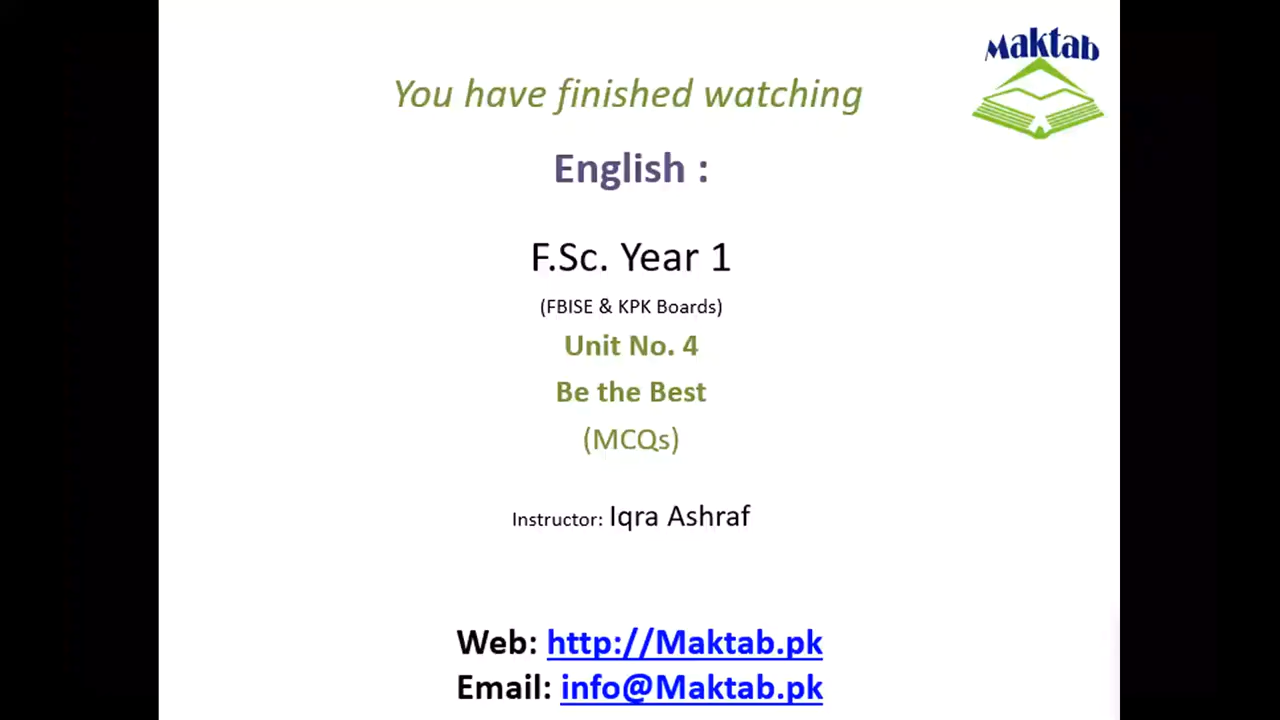 Maktab
You have finished watching
English :
F.Sc. Year 1
(FBISE & KPK Boards)
Unit No. 4
Be the Best
(MCQs)
Instructor: Iqra Ashraf
Web: http://Maktab.pk
Email: info@Maktab.pk